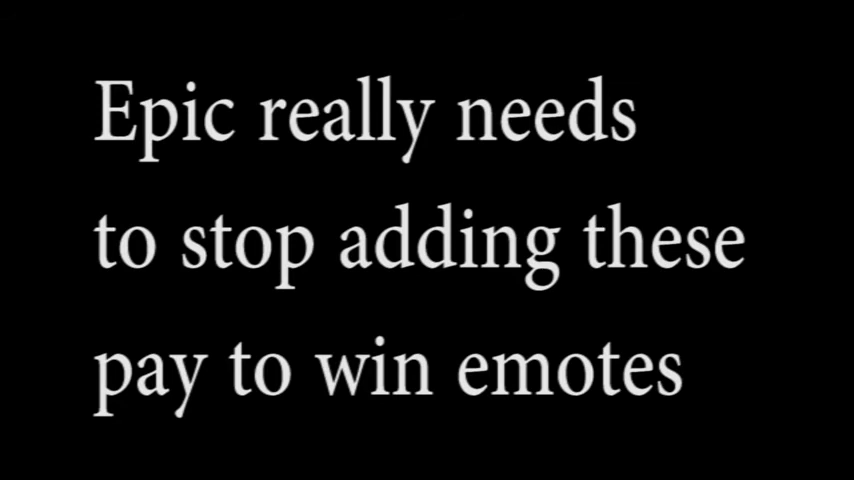 Epic really needs
to stop adding these
pay to win emotes